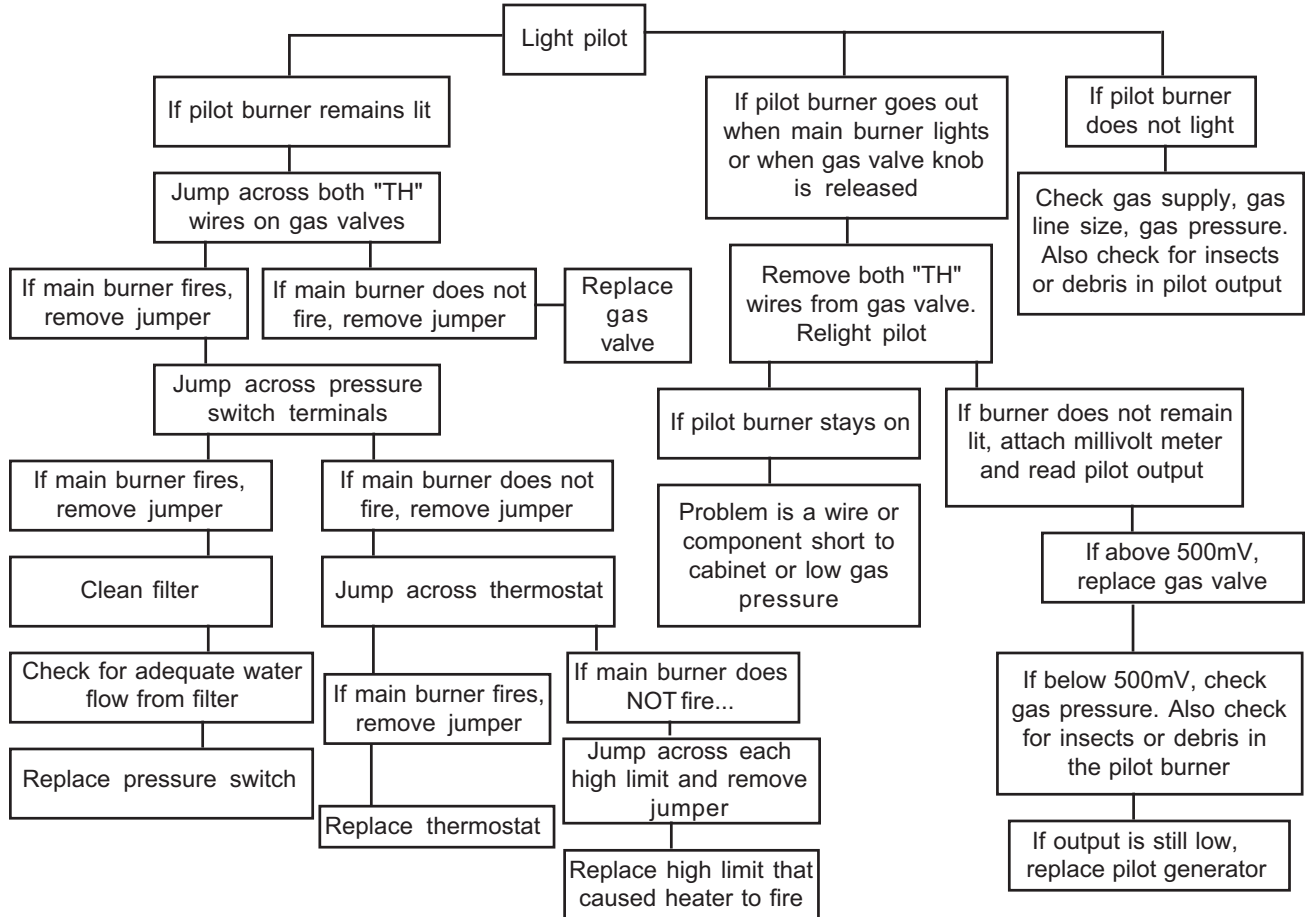 Light pilot
If pilot burner remains lit
If pilot burner goes out
when main burner lights
or when gas valve knob
is released
If pilot burner
does not light
Jump across both "TH"
wires on gas valves
Check gas supply, gas
line size, gas pressure.
Also check for insects
or debris in pilot output
If main burner fires,
remove jumper
If main burner does not
fire, remove jumper
Replace
gas
valve
Remove both "TH"
wires from gas valve.
Relight pilot
Jump across pressure
switch terminals
If pilot burner stays on
If burner does not remain
lit, attach millivolt meter
and read pilot output
If main burner fires,
remove jumper
If main burner does not
fire, remove jumper
Problem is a wire or
component short to
cabinet or low gas
pressure
If above 500mV,
replace gas valve
Clean filter
Jump across thermostat
Check for adequate water
flow from filter
If main burner fires,
remove jumper
If main burner does
NOT fire...
If below 500mV, check
gas pressure. Also check
for insects or debris in
the pilot burner
Replace pressure switch
Jump across each
high limit and remove
jumper
Replace thermostat
If output is still low,
replace pilot generator
Replace high limit that
caused heater to fire